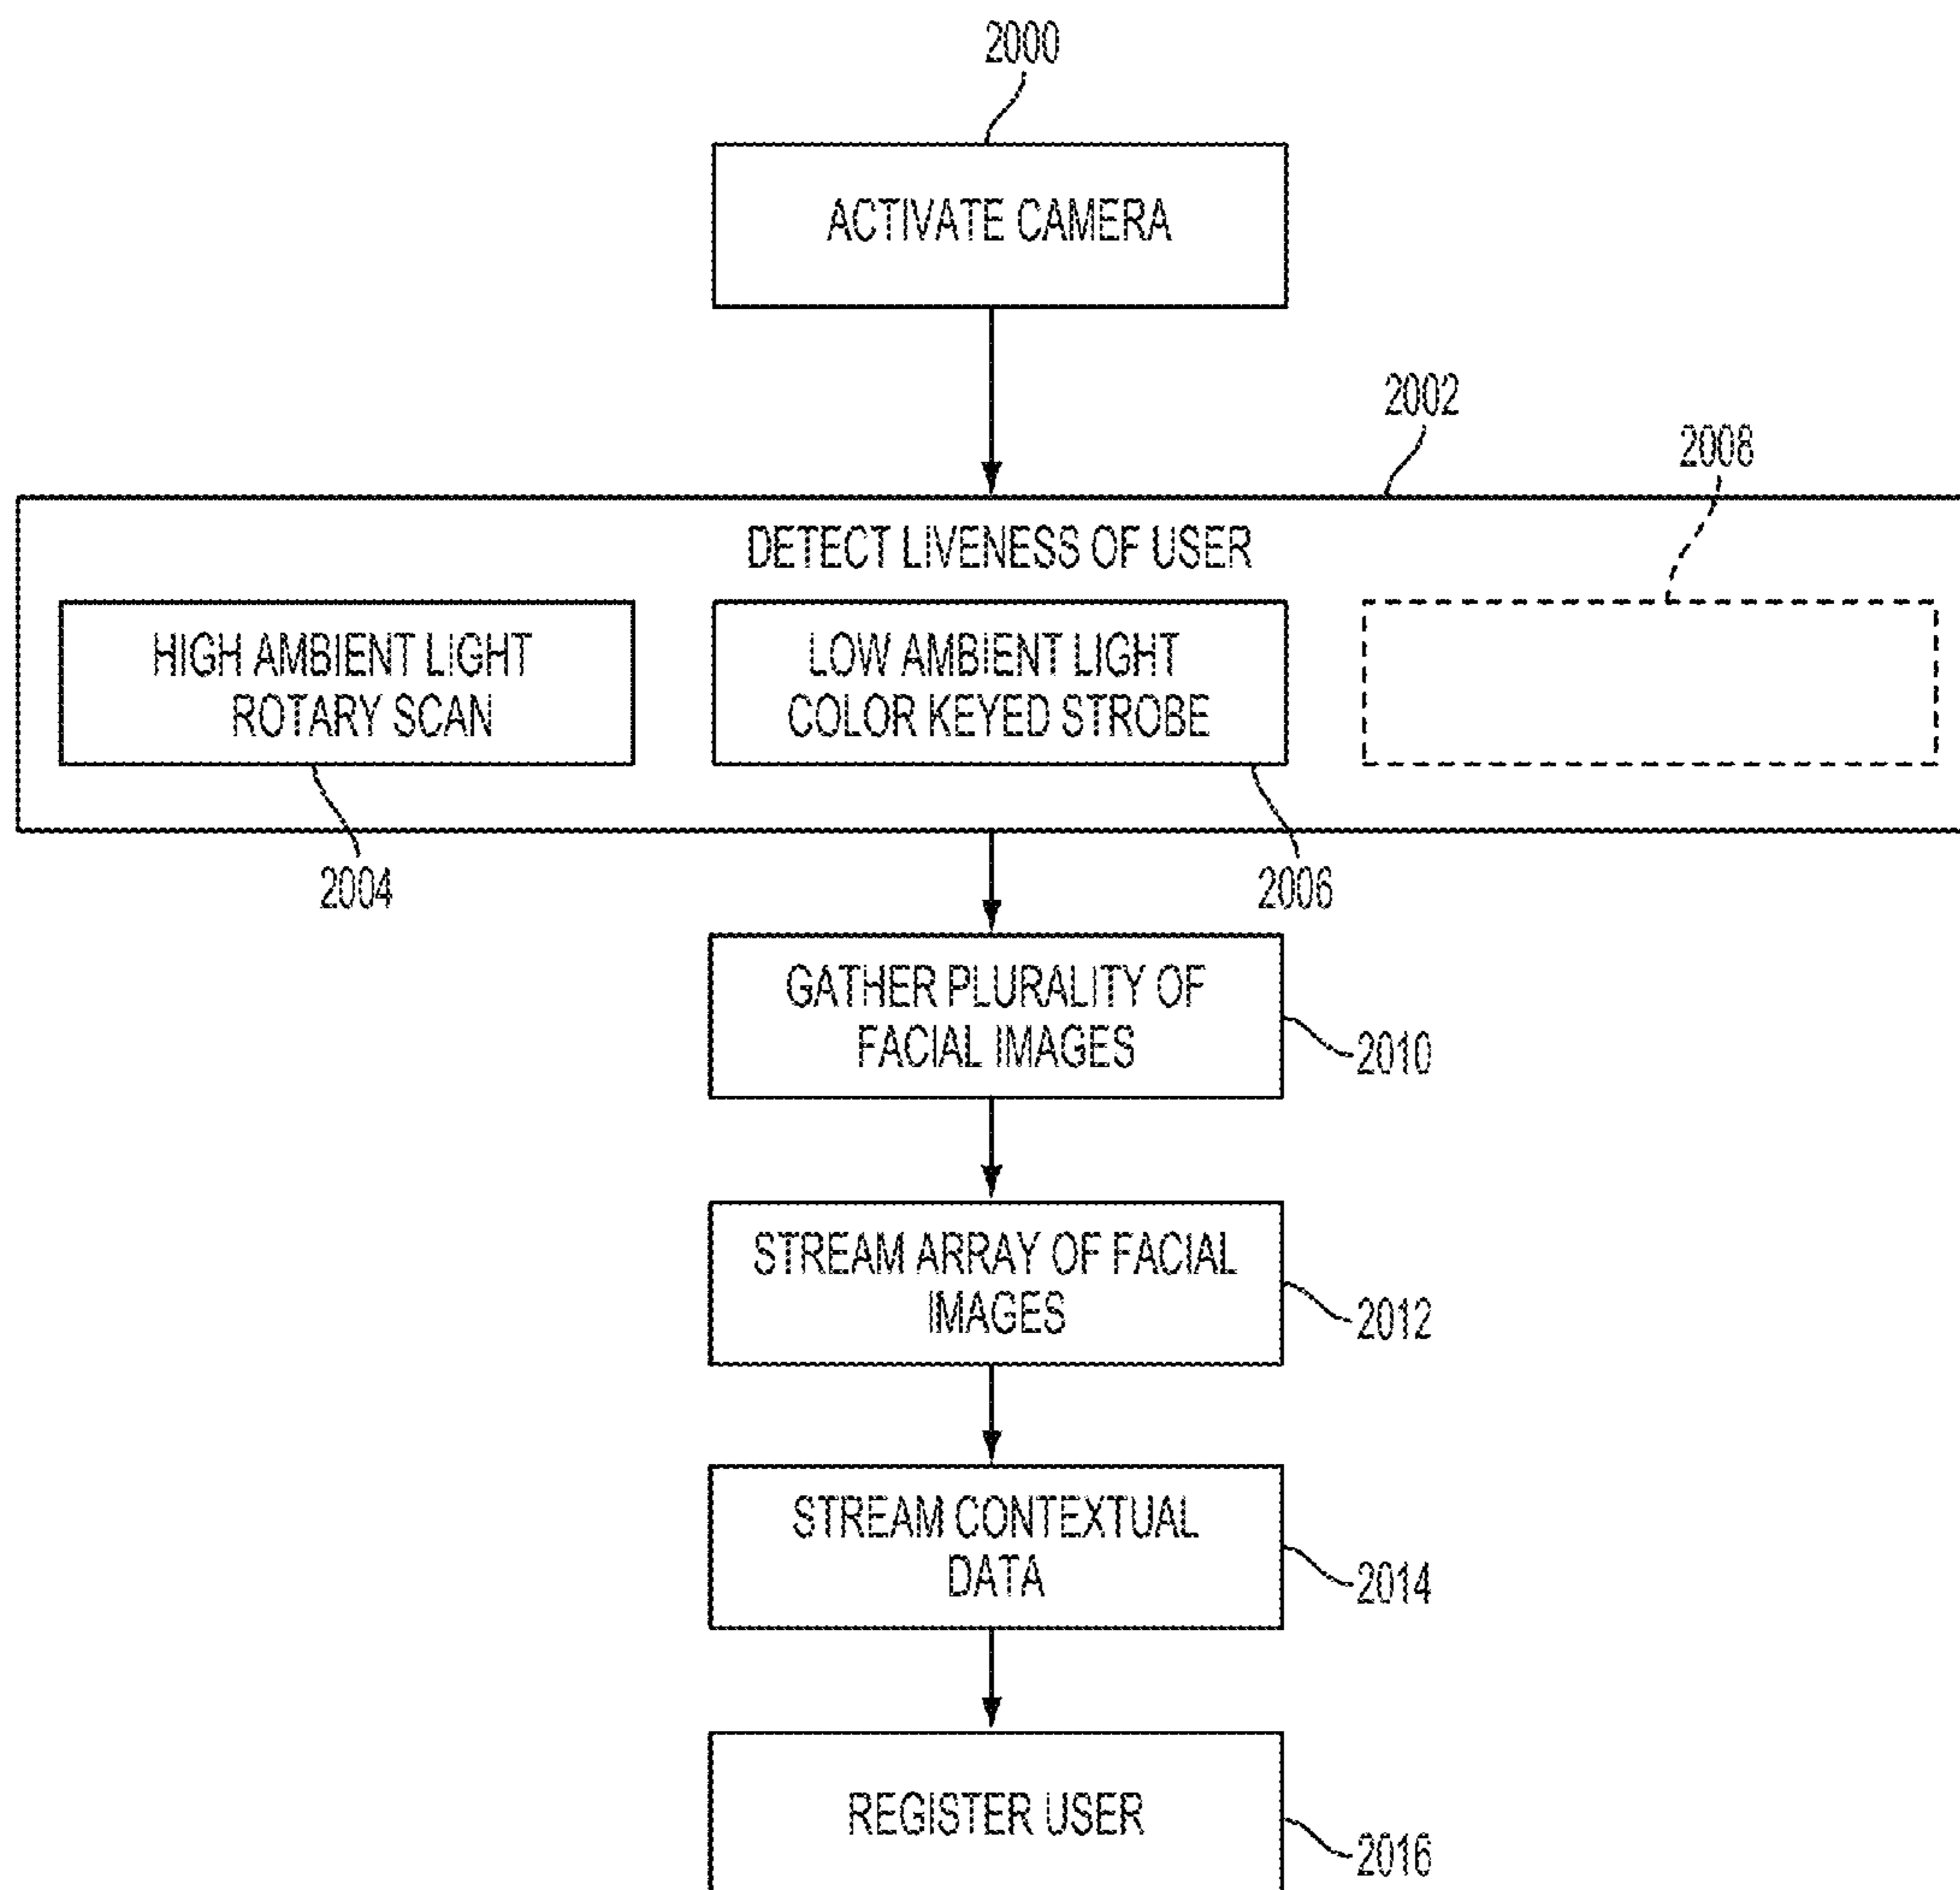 2000
ACTIVATE CAMERA
2002
2008
DETECT LIVENESS OF USER
HIGH AMBIENT LIGHT
ROTARY SCAN
LOW AMBIENT LIGHT
COLOR KEYED STROBE
2004
2006
GATHER PLURALITY OF
FACIAL IMAGES
2010
STREAM ARRAY OF FACIAL
IMAGES
2012
STREAM CONTEXTUAL
DATA
2014
REGISTER USER
2016